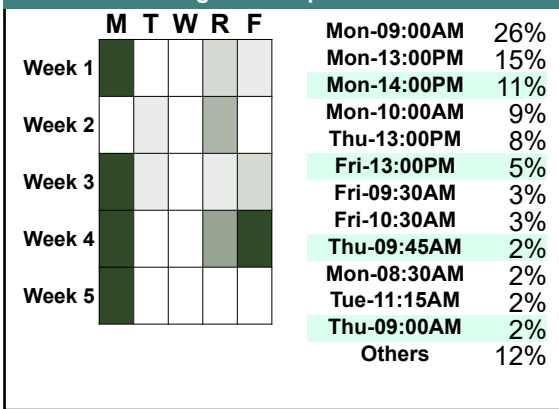 M T W R F
Week 1
Week 2
Week 3
Week 4
Week 5
Mon-09:00AM 26%
Mon-13:00PM 15%
Mon-14:00PM 11%
Mon-10:00AM 9%
Thu-13:00PM 8%
Fri-13:00PM 5%
Fri-09:30AM 3%
Fri-10:30AM 3%
Thu-09:45AM 2%
Mon-08:30AM 2%
Tue-11:15AM 2%
Thu-09:00AM 2%
Others 12%